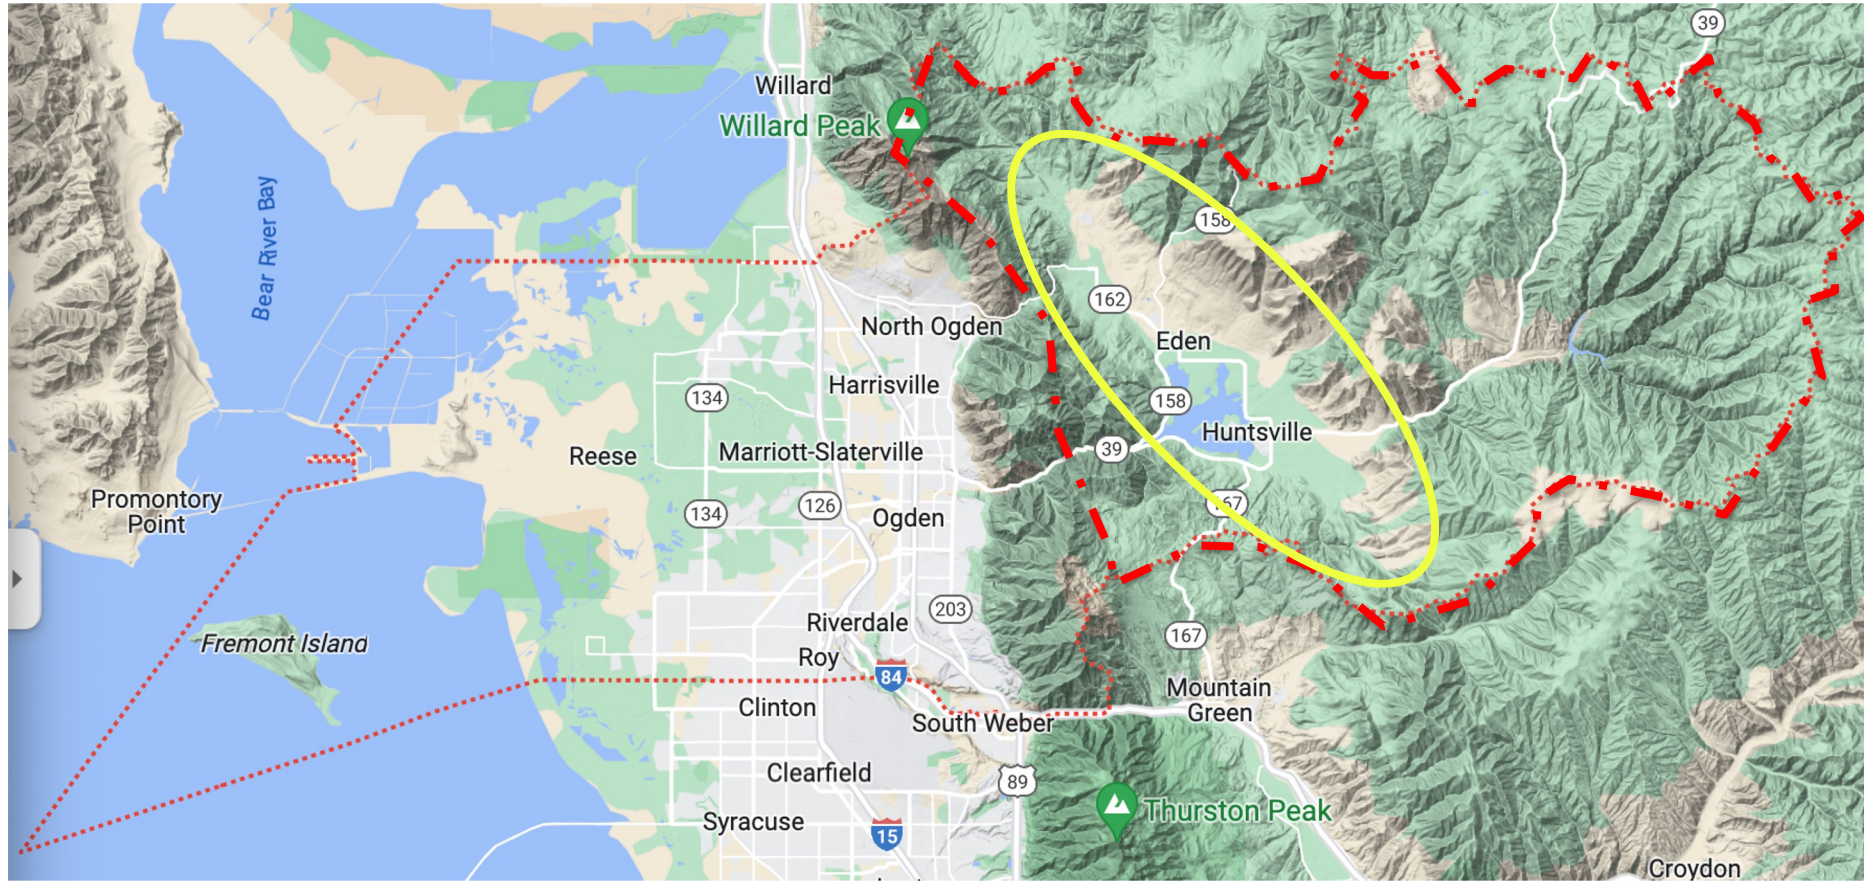 39
Willard
Willard Peak
158
Bear River Bay
162
North Ogden
Eden
Harrisville
134
158
Huntsville
39
Marriott-Slaterville
Reese
Promontory
Point
126
134
167
Ogden
203
Riverdale
Fremont Island
167
Roy
84
Mountain
Green
Clinton
South Weber
Clearfield
89
Thurston Peak
Syracuse
15
Croydon